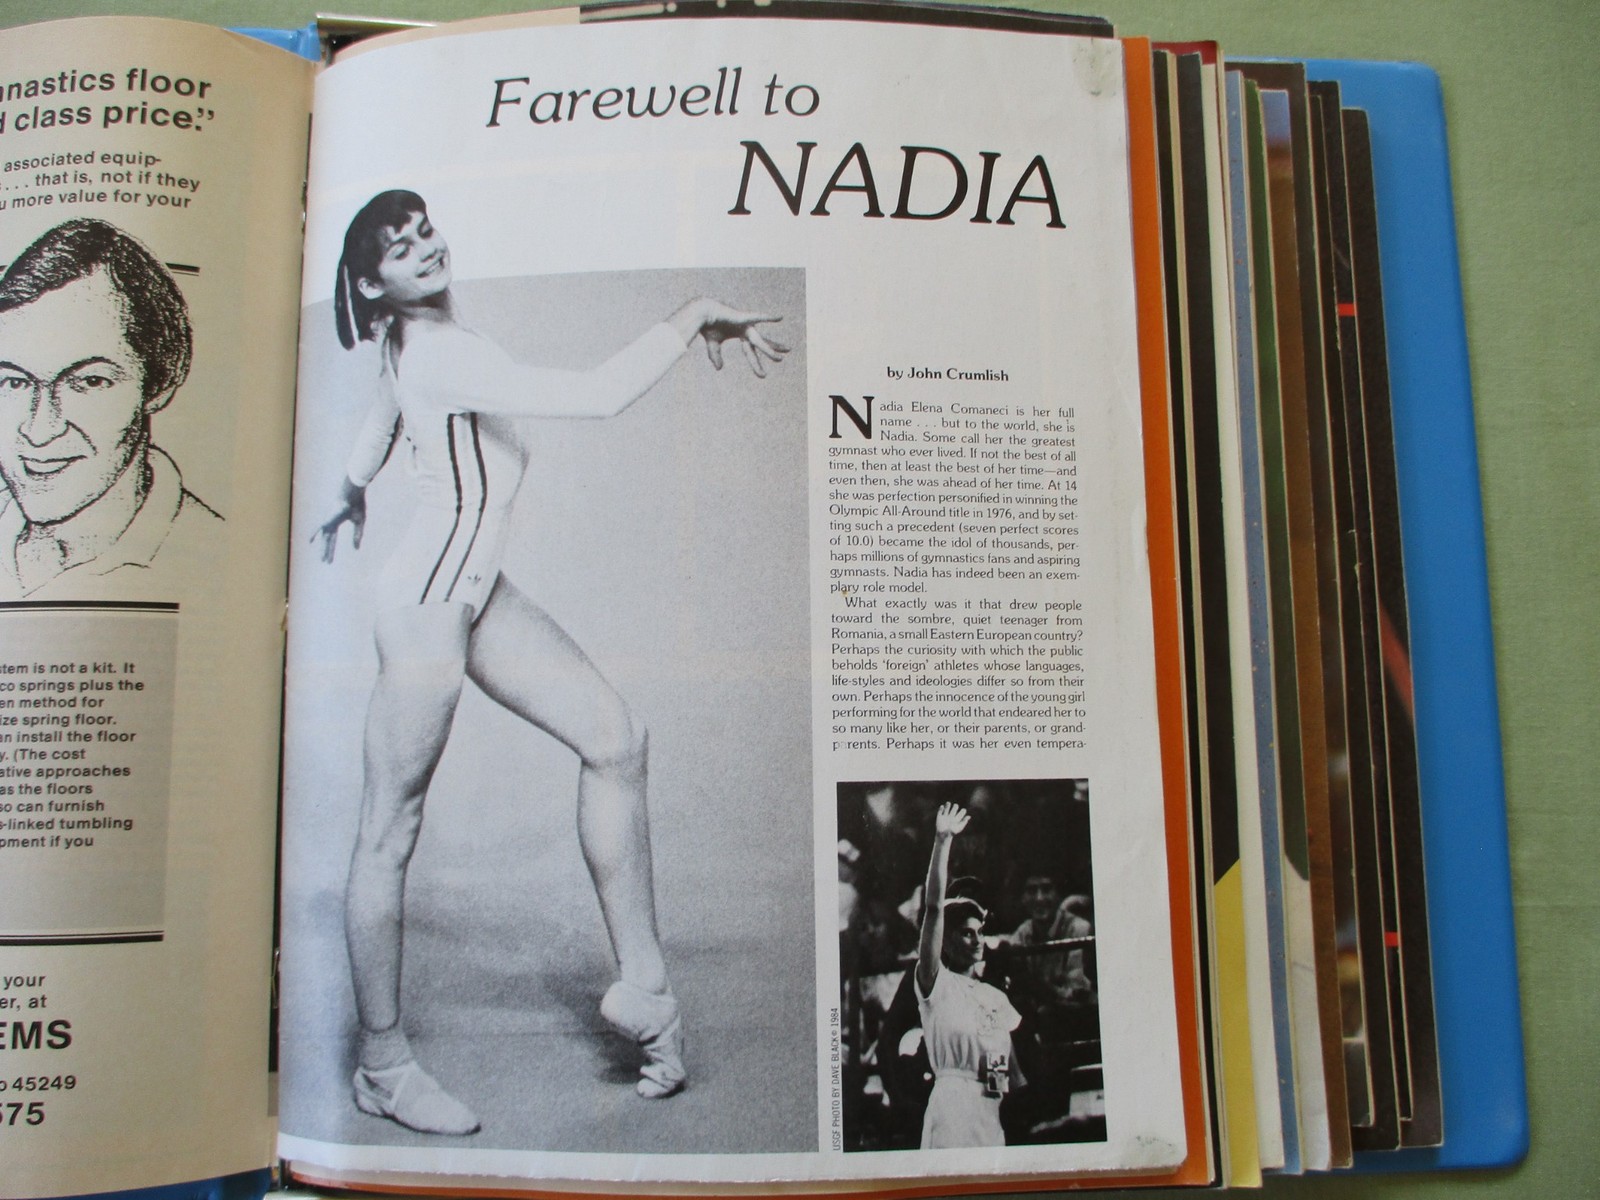 nastics floor
class price."
associated equip-
... that is, not if they
more value for your
tem is not a kit. It
co springs plus the
en method for
ize spring floor.
an install the floor
y. (The cost
ative approaches
as the floors
so can furnish
s-linked tumbling
pment if you
your
er, at
EMS
o 45249
575
Farewell to
NADIA
by John Crumlish
Nadia Elena Comaneci is her full
name . . . but to the world, she is
Nadia. Some call her the greatest
gymnast who ever lived. If not the best of all
time, then at least the best of her time—and
even then, she was ahead of her time. At 14
she was perfection personified in winning the
Olympic All-Around title in 1976, and by set-
ting such a precedent (seven perfect scores
of 10.0) became the idol of thousands, per-
haps millions of gymnastics fans and aspiring
gymnasts. Nadia has indeed been an exem-
plary role model.
What exactly was it that drew people
toward the sombre, quiet teenager from
Romania, a small Eastern European country?
Perhaps the curiosity with which the public
beholds 'foreign' athletes whose languages,
life-styles and ideologies differ so from their
own. Perhaps the innocence of the young girl
performing for the world that endeared her to
so many like her, or their parents, or grand-
parents. Perhaps it was her even tempera-
USGF PHOTO BY DAVE BLACK © 1984